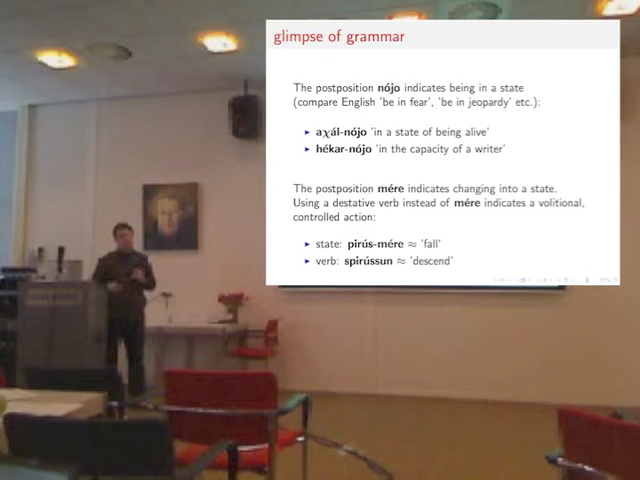 glimpse of grammar
The postposition nójo indicates being in a state
(compare English 'be in fear', 'be in jeopardy' etc.):
▸ aχál-nójo 'in a state of being alive'
▸ hékar-nójo 'in the capacity of a writer'
The postposition mére indicates changing into a state.
Using a destative verb instead of mére indicates a volitional,
controlled action:
▸ state: pirús-mére ≈ 'fall'
▸ verb: spirússun ≈ 'descend'